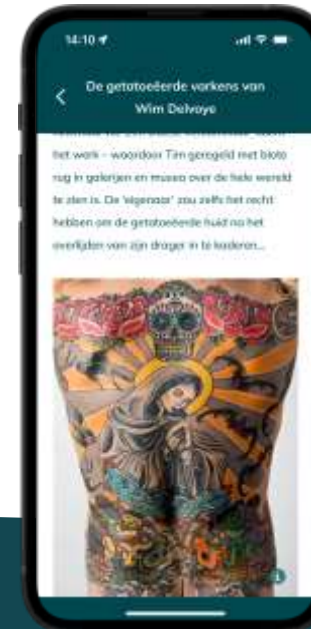 14:10
De getatoeëerde varkens van
Wim Delvoye
het werk – waardoor Tim geregeld met blote
rug in galerijen en musea over de hele wereld
te zien is. De 'eigenaar' zou zelfs het recht
hebben om de getatoeëerde huid na het
overlijden van zijn drager in te kaderen...